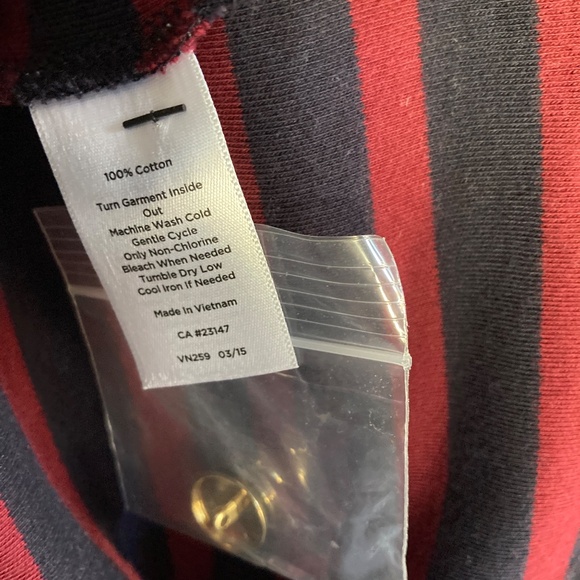 100% Cotton
Turn Garment Inside
Out
Machine Wash Cold
Gentle Cycle
Only Non-Chlorine
Bleach When Needed
Tumble Dry Low
Cool Iron if Needed
Made in Vietnam
CA #23147
VN259 03/15